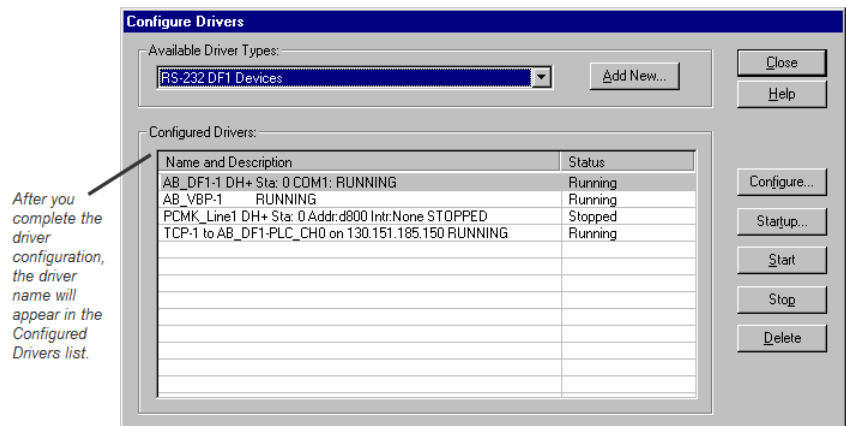 Configure Drivers
Available Driver Types:
RS-232 DF1 Devices
Add New...
Close
Help
Configured Drivers:
Name and Description Status
AB_DF1-1 DH+ Sta: 0 COM1: RUNNING Running
AB_VBP-1 RUNNING Running
PCMK_Line1 DH+ Sta: 0 Addr:d800 Intr:None STOPPED Stopped
TCP-1 to AB_DF1-PLC_CH0 on 130.151.185.150 RUNNING Running
Configure...
Startup...
Start
Stop
Delete
After you
complete the
driver
configuration,
the driver
name will
appear in the
Configured
Drivers list.